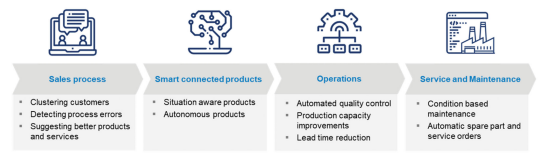 Sales process
Clustering customers
Detecting process errors
Suggesting better products
and services
Smart connected products
Situation aware products
Autonomous products
Operations
Automated quality control
Production capacity
improvements
Lead time reduction
Service and Maintenance
Condition based
maintenance
Automatic spare part and
service orders